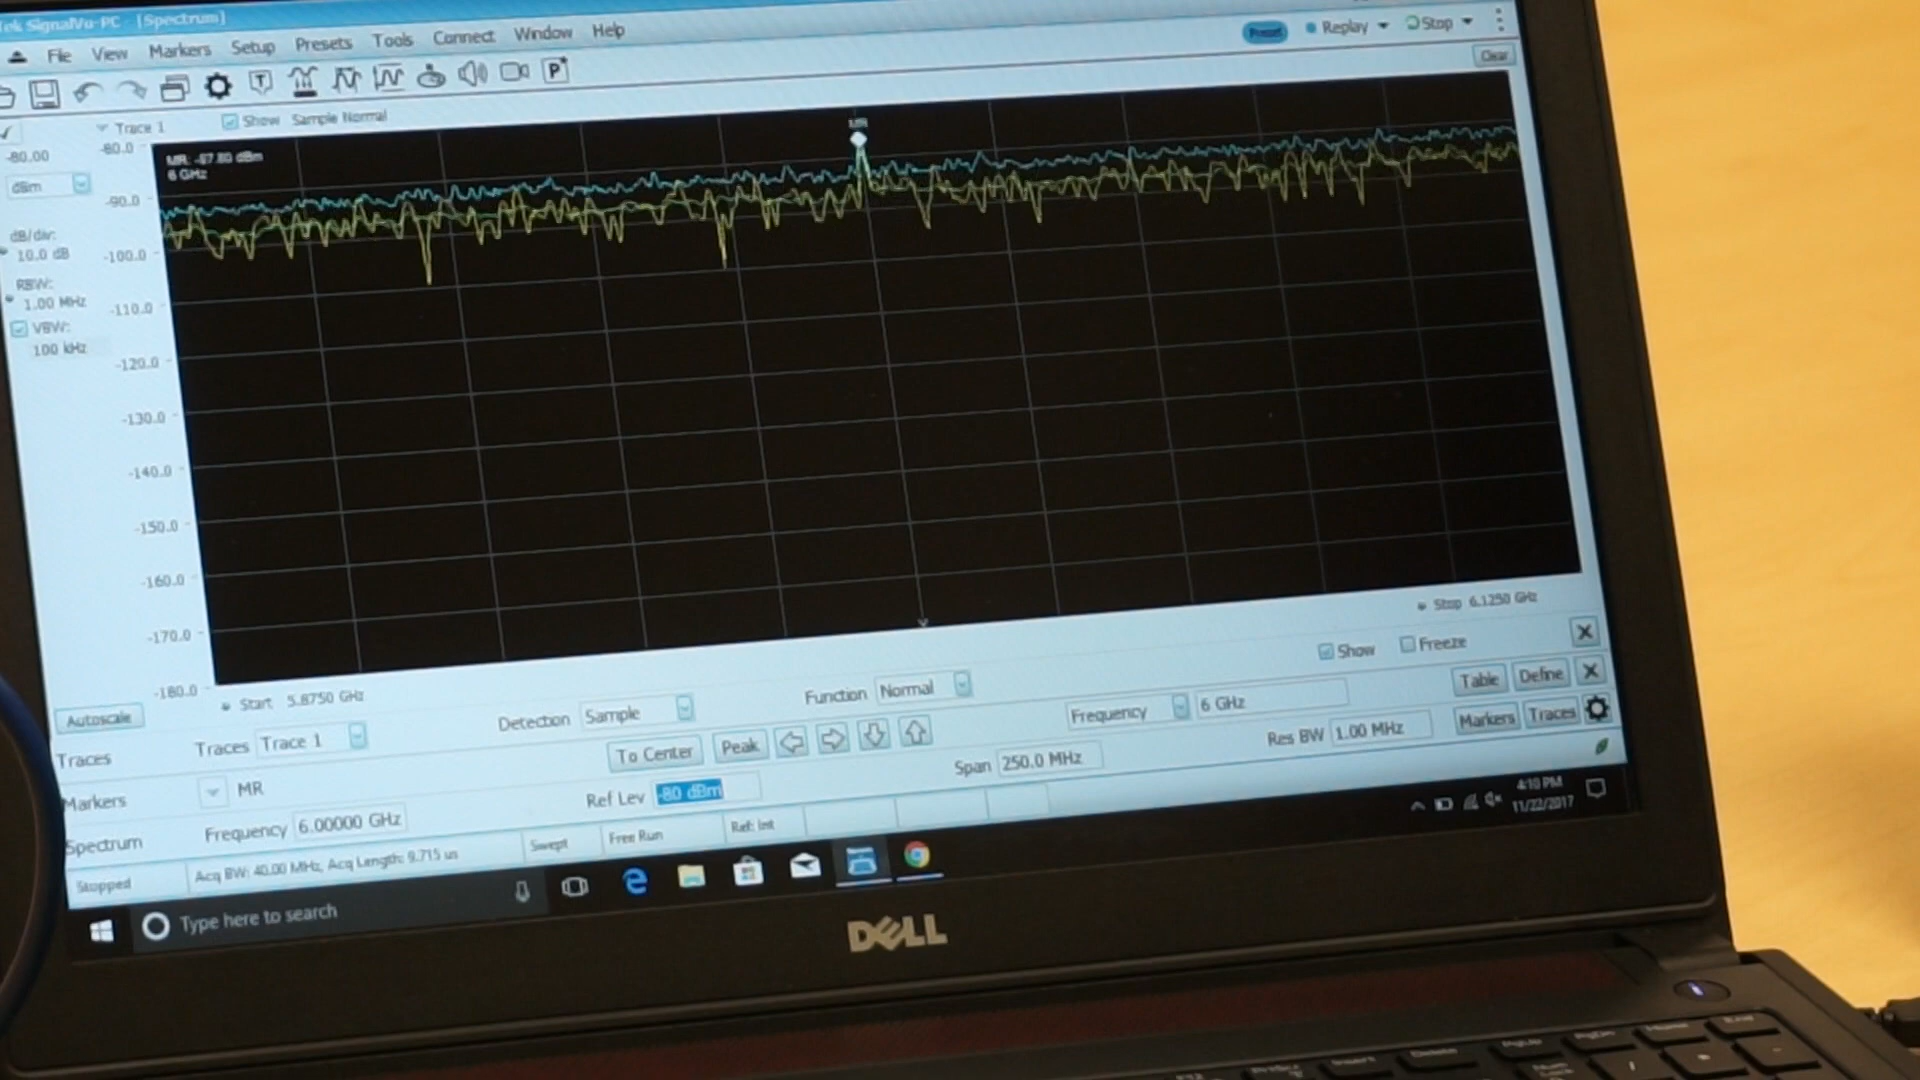 Tek SignalVu-PC - [Spectrum]
File View Markers Setup Presets Tools Connect Window Help
Preset Replay Stop
Clear
Trace 1 Show Sample Normal
-80.00
dBm
dB/div:
10.0 dB
RBW:
1.00 MHz
VBW:
100 kHz
-80.0
-90.0
-100.0
-110.0
-120.0
-130.0
-140.0
-150.0
-160.0
-170.0
-180.0
MR: -87.80 dBm
6 GHz
MR
Autoscale
Start 5.8750 GHz
Stop 6.1250 GHz
Traces Traces Trace 1 Detection Sample Function Normal Show Freeze
Markers MR To Center Peak Frequency 6 GHz Table Define
Spectrum Frequency 6.00000 GHz Ref Lev -80 dBm Span 250.0 MHz Res BW 1.00 MHz Markers Traces
Stopped Acq BW: 40.00 MHz, Acq Length: 9.715 us Swept Free Run Ref: Int
Type here to search
4:10 PM
11/22/2017
DELL